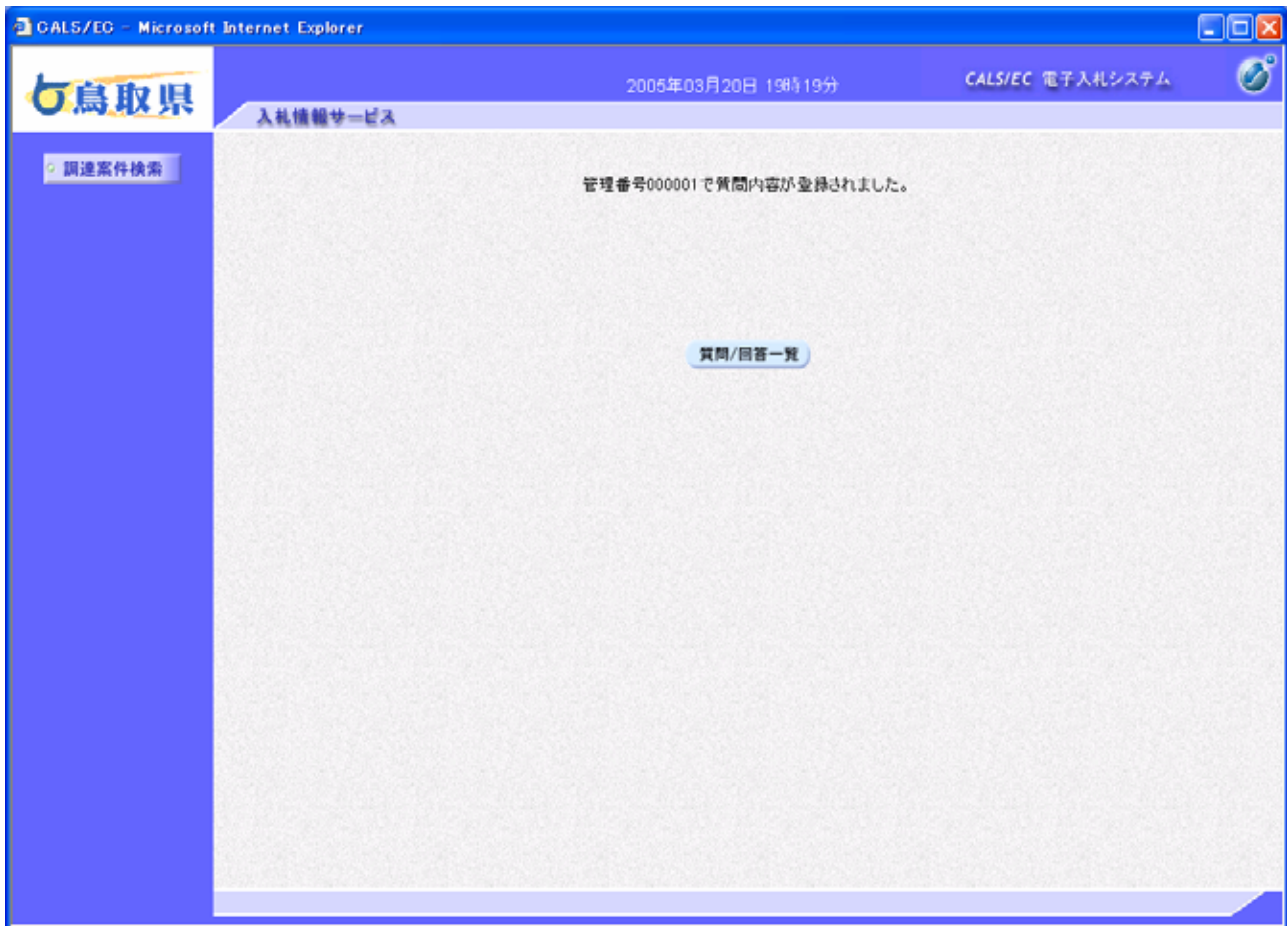 CALS/EC - Microsoft Internet Explorer
鳥取県
2005年03月20日 19時19分
CALS/EC 電子入札システム
入札情報サービス
調達案件検索
管理番号000001で質問内容が登録されました。
質問/回答一覧